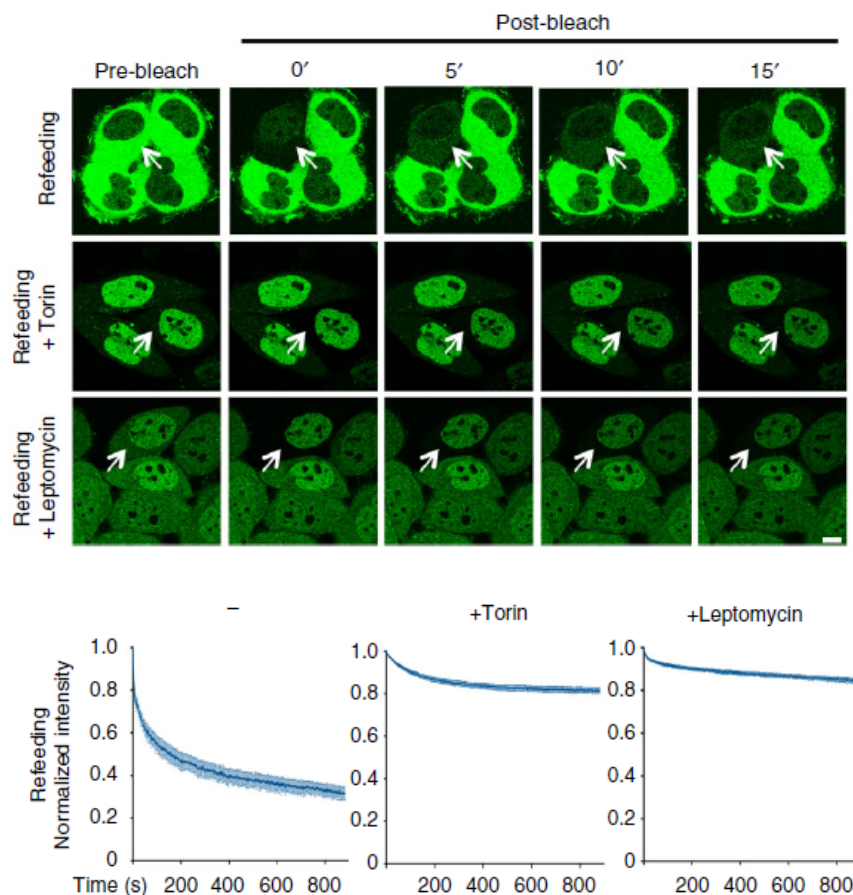 Post-bleach
Pre-bleach 0′ 5′ 10′ 15′
Refeeding
Refeeding
+ Torin
Refeeding
+ Leptomycin
– +Torin +Leptomycin
Refeeding
Normalized intensity
1.0
0.8
0.6
0.4
0.2
0
1.0
0.8
0.6
0.4
0.2
0
1.0
0.8
0.6
0.4
0.2
0
Time (s) 200 400 600 800 200 400 600 800 200 400 600 800